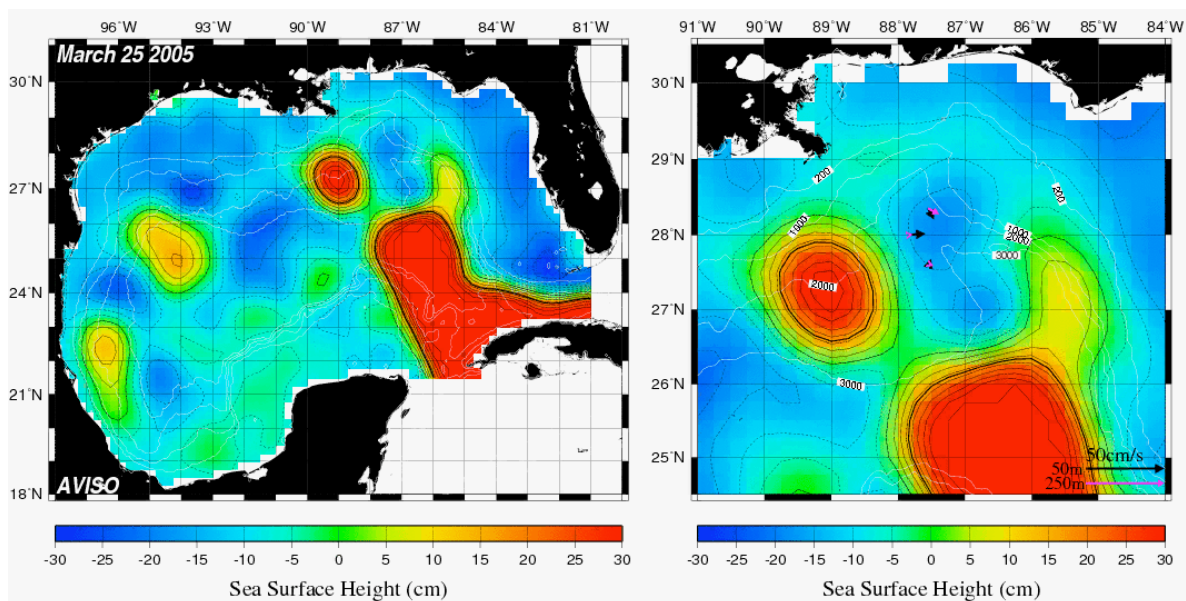 96˚W 93˚W 90˚W 87˚W 84˚W 81˚W
March 25 2005
30˚N
27˚N
24˚N
21˚N
18˚N
AVISO
-30 -25 -20 -15 -10 -5 0 5 10 15 20 25 30
Sea Surface Height (cm)
91˚W 90˚W 89˚W 88˚W 87˚W 86˚W 85˚W 84˚W
30˚N
29˚N
200
200
1000
1000
2000
28˚N
3000
2000
27˚N
26˚N
3000
25˚N
50cm/s
50m
250m
-30 -25 -20 -15 -10 -5 0 5 10 15 20 25 30
Sea Surface Height (cm)